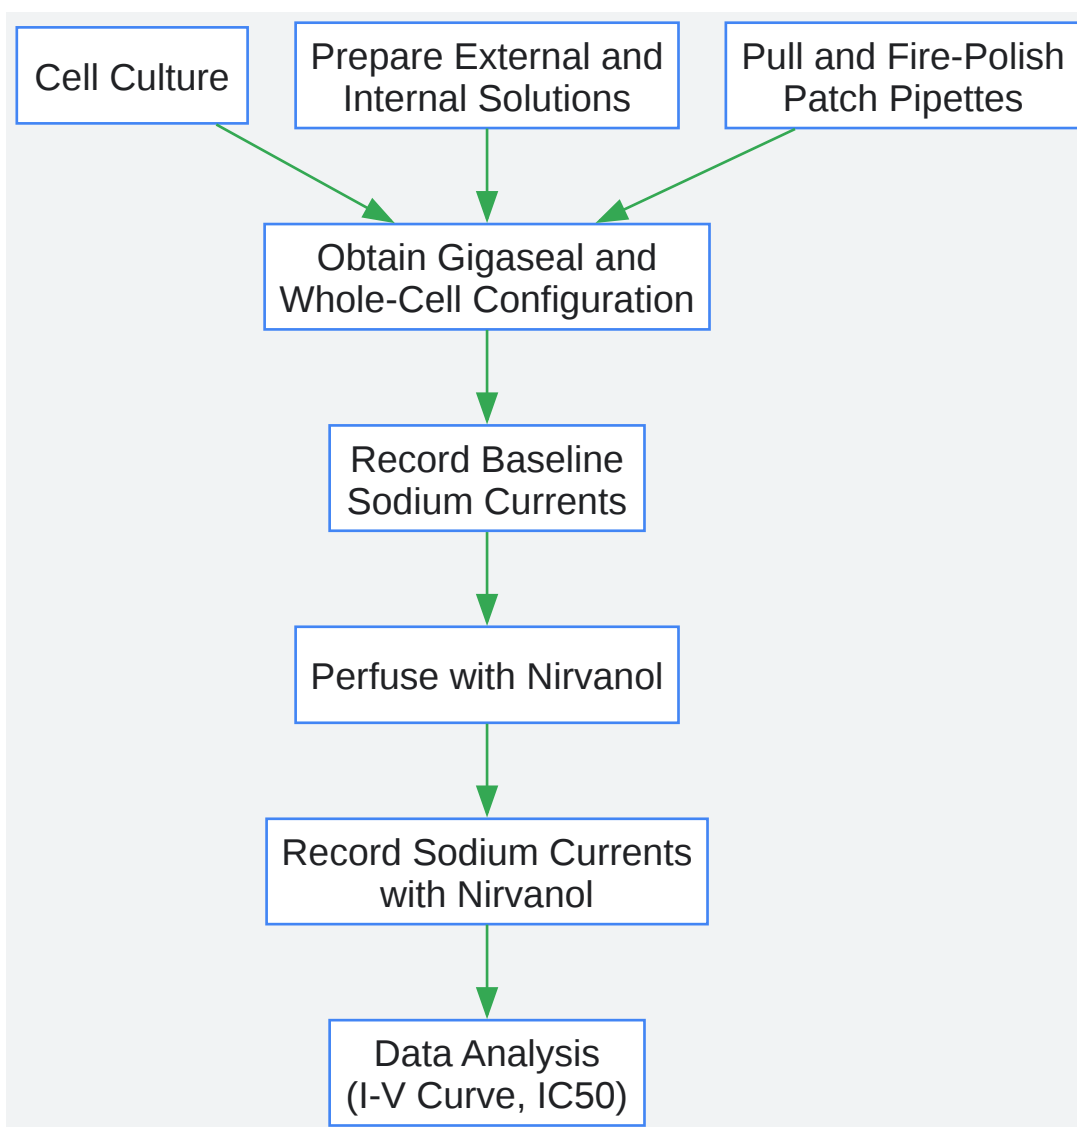 Cell Culture
Prepare External and
Internal Solutions
Pull and Fire-Polish
Patch Pipettes
Obtain Gigaseal and
Whole-Cell Configuration
Record Baseline
Sodium Currents
Perfuse with Nirvanol
Record Sodium Currents
with Nirvanol
Data Analysis
(I-V Curve, IC50)